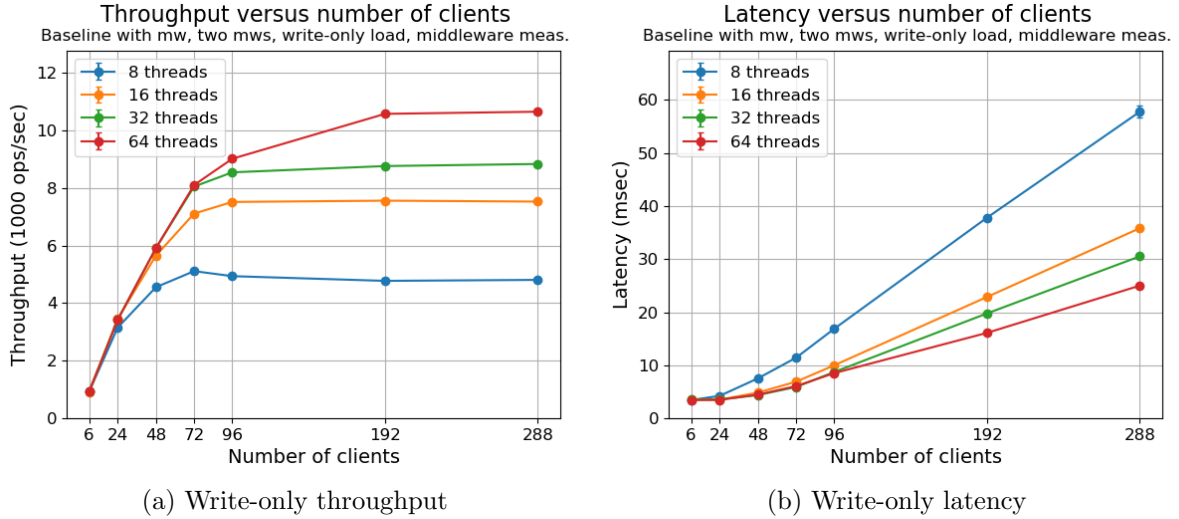 Throughput versus number of clients
Baseline with mw, two mws, write-only load, middleware meas.
8 threads
16 threads
32 threads
64 threads
Throughput (1000 ops/sec)
12
10
8
6
4
2
0
6 24 48 72 96 192 288
Number of clients
(a) Write-only throughput
Latency versus number of clients
Baseline with mw, two mws, write-only load, middleware meas.
8 threads
16 threads
32 threads
64 threads
Latency (msec)
60
50
40
30
20
10
0
6 24 48 72 96 192 288
Number of clients
(b) Write-only latency